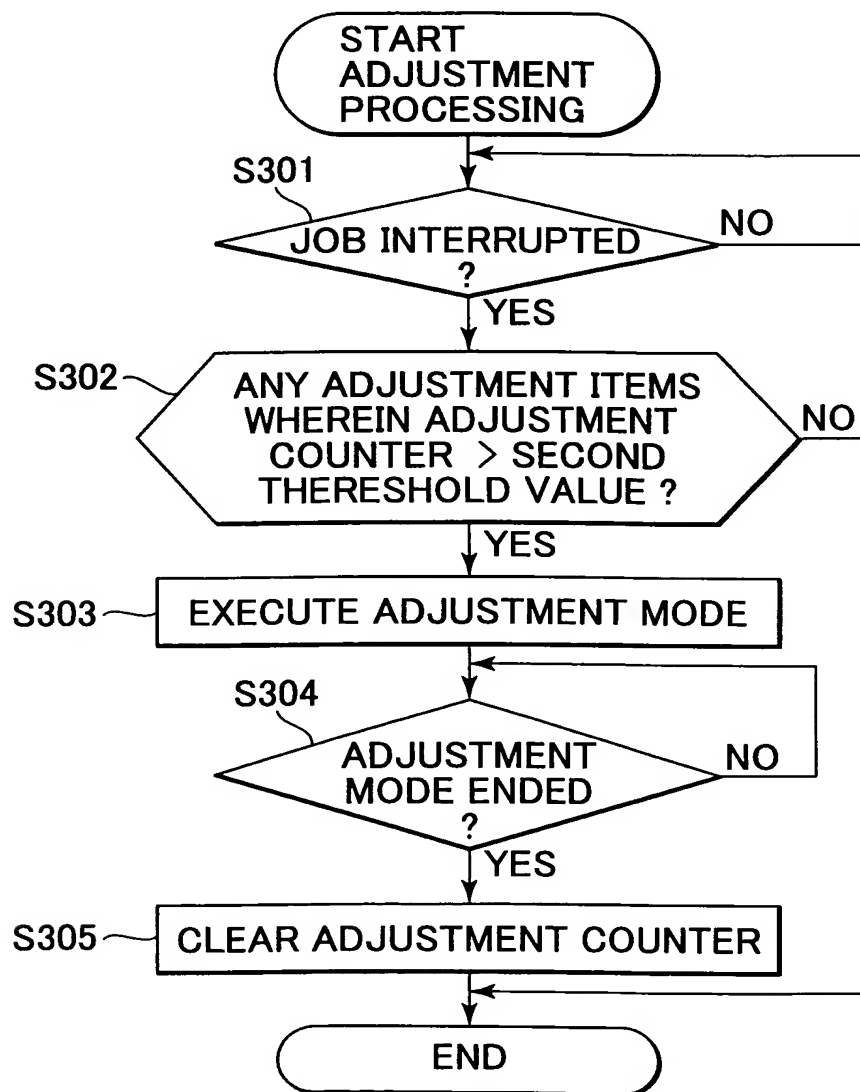 START
ADJUSTMENT
PROCESSING
S301
JOB INTERRUPTED
?
NO
YES
S302
ANY ADJUSTMENT ITEMS
WHEREIN ADJUSTMENT
COUNTER > SECOND
THERESHOLD VALUE ?
NO
YES
S303
EXECUTE ADJUSTMENT MODE
S304
ADJUSTMENT
MODE ENDED
?
NO
YES
S305
CLEAR ADJUSTMENT COUNTER
END